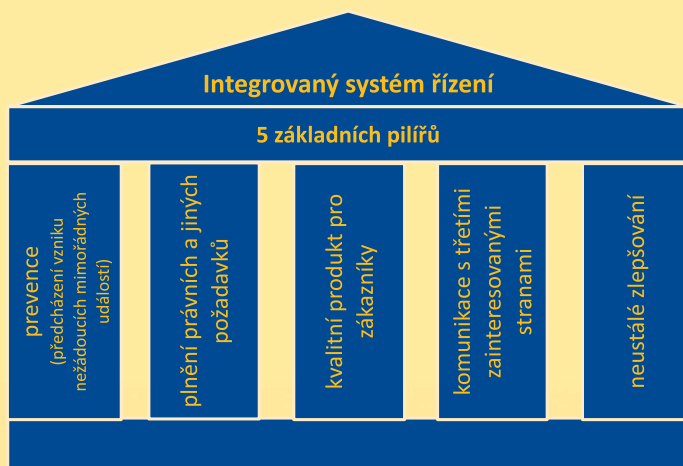 Integrovaný systém řízení
5 základních pilířů
prevence
(předcházení vzniku
nežádoucích mimořádných
událostí)
plnění právních a jiných
požadavků
kvalitní produkt pro
zákazníky
komunikace s třetími
zainteresovanými
stranami
neustálé zlepšování